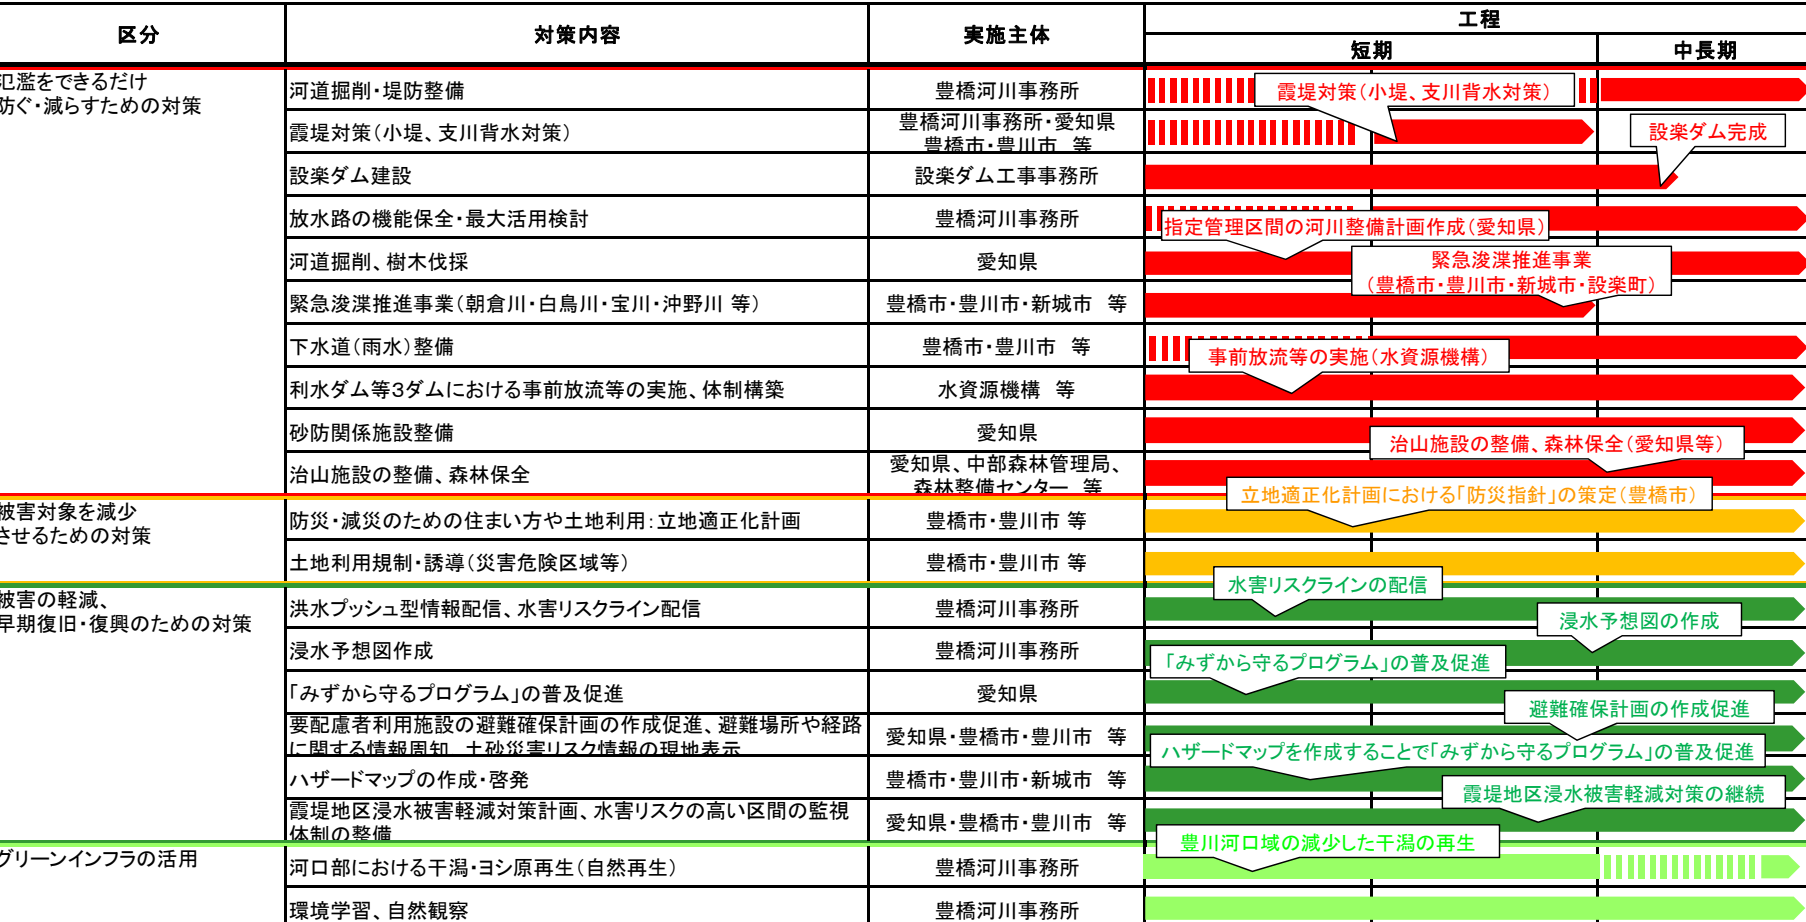 区分
対策内容
実施主体
工程
短期
中長期
氾濫をできるだけ
防ぐ・減らすための対策
河道掘削・堤防整備
豊橋河川事務所
霞堤対策（小堤、支川背水対策）
霞堤対策（小堤、支川背水対策）
豊橋河川事務所・愛知県
豊橋市・豊川市　等
設楽ダム完成
設楽ダム建設
設楽ダム工事事務所
放水路の機能保全・最大活用検討
豊橋河川事務所
指定管理区間の河川整備計画作成（愛知県）
河道掘削、樹木伐採
愛知県
緊急浚渫推進事業
（豊橋市・豊川市・新城市・設楽町）
緊急浚渫推進事業（朝倉川・白鳥川・宝川・沖野川 等）
豊橋市・豊川市・新城市　等
下水道（雨水）整備
豊橋市・豊川市　等
事前放流等の実施（水資源機構）
利水ダム等3ダムにおける事前放流等の実施、体制構築
水資源機構　等
砂防関係施設整備
愛知県
治山施設の整備、森林保全（愛知県等）
治山施設の整備、森林保全
愛知県、中部森林管理局、
森林整備センター　等
立地適正化計画における「防災指針」の策定（豊橋市）
被害対象を減少
させるための対策
防災・減災のための住まい方や土地利用：立地適正化計画
豊橋市・豊川市 等
土地利用規制・誘導（災害危険区域等）
豊橋市・豊川市 等
水害リスクラインの配信
被害の軽減、
早期復旧・復興のための対策
洪水プッシュ型情報配信、水害リスクライン配信
豊橋河川事務所
浸水予想図の作成
浸水予想図作成
豊橋河川事務所
「みずから守るプログラム」の普及促進
「みずから守るプログラム」の普及促進
愛知県
避難確保計画の作成促進
要配慮者利用施設の避難確保計画の作成促進、避難場所や経路
に関する情報周知、土砂災害リスク情報の現地表示
愛知県・豊橋市・豊川市　等
ハザードマップを作成することで「みずから守るプログラム」の普及促進
ハザードマップの作成・啓発
豊橋市・豊川市・新城市　等
霞堤地区浸水被害軽減対策の継続
霞堤地区浸水被害軽減対策計画、水害リスクの高い区間の監視
体制の整備
愛知県・豊橋市・豊川市　等
豊川河口域の減少した干潟の再生
グリーンインフラの活用
河口部における干潟・ヨシ原再生（自然再生）
豊橋河川事務所
環境学習、自然観察
豊橋河川事務所